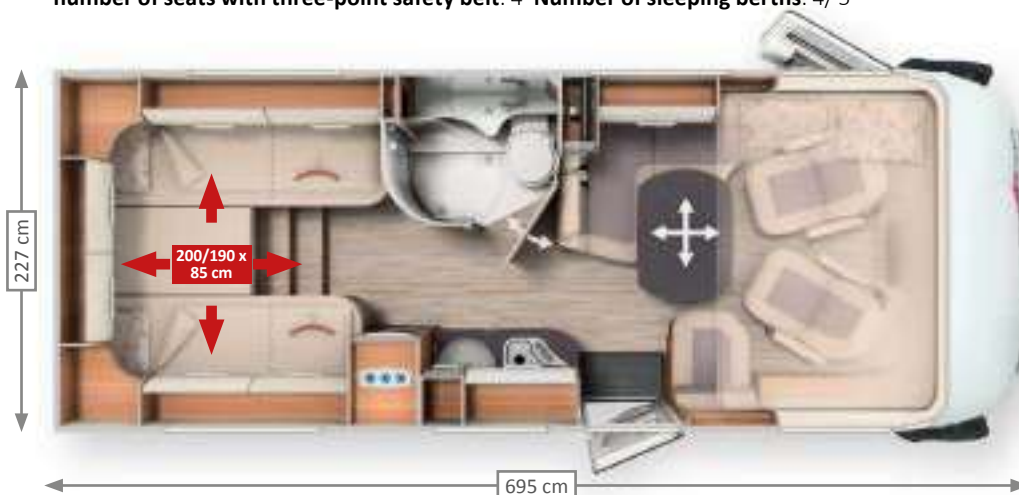 number of seats with three-point safety belt: 4 Number of sleeping berths: 4/ 5
227 cm
200/190 x
85 cm
695 cm